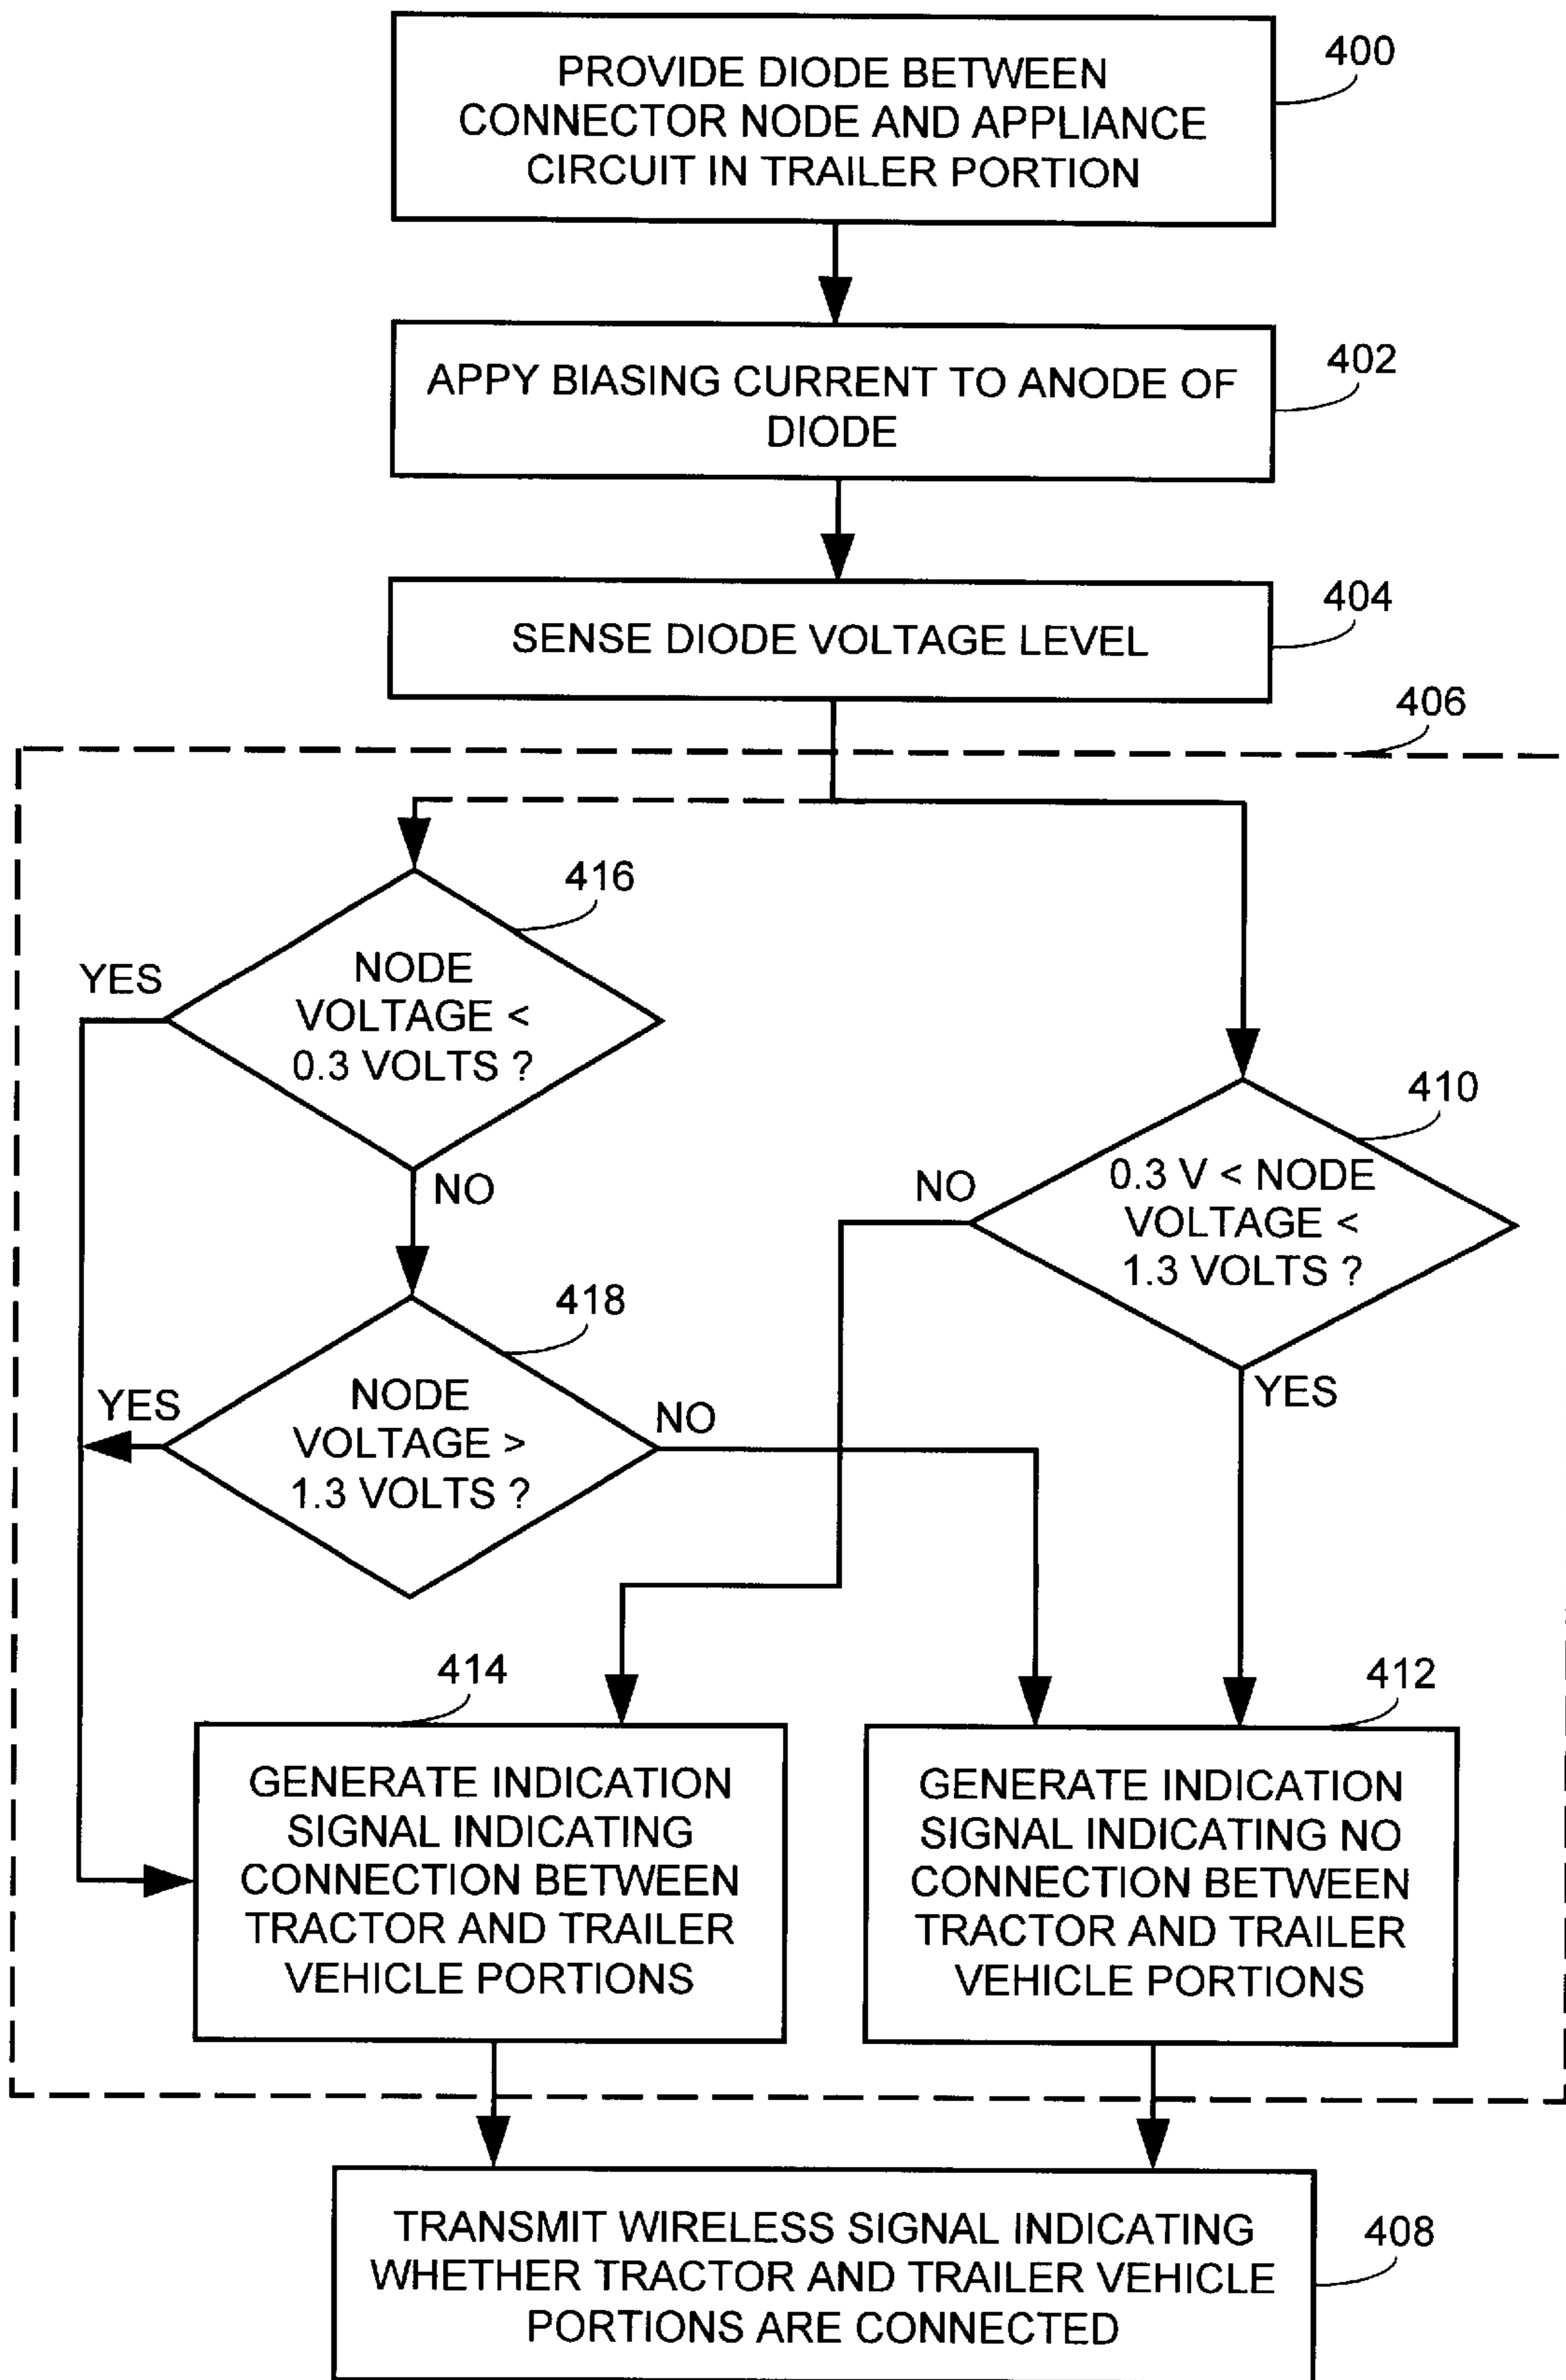 PROVIDE DIODE BETWEEN
CONNECTOR NODE AND APPLIANCE
CIRCUIT IN TRAILER PORTION
400
APPY BIASING CURRENT TO ANODE OF
DIODE
402
SENSE DIODE VOLTAGE LEVEL
404
406
416
NODE
VOLTAGE <
0.3 VOLTS ?
YES
NO
410
0.3 V < NODE
VOLTAGE <
1.3 VOLTS ?
NO
YES
418
NODE
VOLTAGE >
1.3 VOLTS ?
YES
NO
414
GENERATE INDICATION
SIGNAL INDICATING
CONNECTION BETWEEN
TRACTOR AND TRAILER
VEHICLE PORTIONS
412
GENERATE INDICATION
SIGNAL INDICATING NO
CONNECTION BETWEEN
TRACTOR AND TRAILER
VEHICLE PORTIONS
TRANSMIT WIRELESS SIGNAL INDICATING
WHETHER TRACTOR AND TRAILER VEHICLE
PORTIONS ARE CONNECTED
408